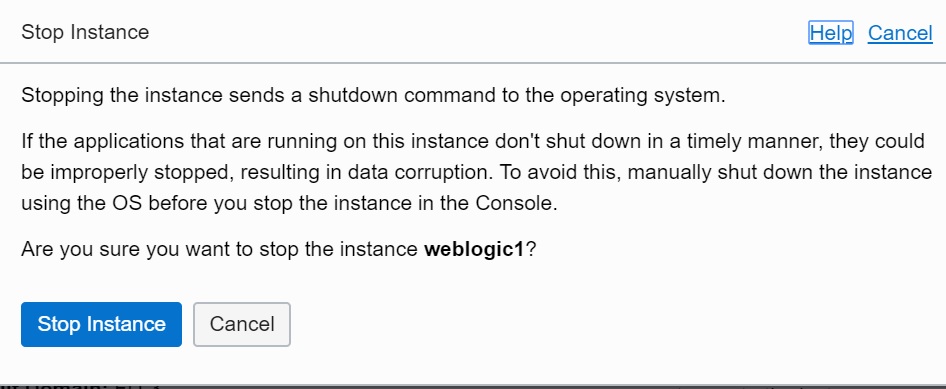 Stop Instance
Help Cancel
Stopping the instance sends a shutdown command to the operating system.
If the applications that are running on this instance don't shut down in a timely manner, they could
be improperly stopped, resulting in data corruption. To avoid this, manually shut down the instance
using the OS before you stop the instance in the Console.
Are you sure you want to stop the instance weblogic1?
Stop Instance Cancel